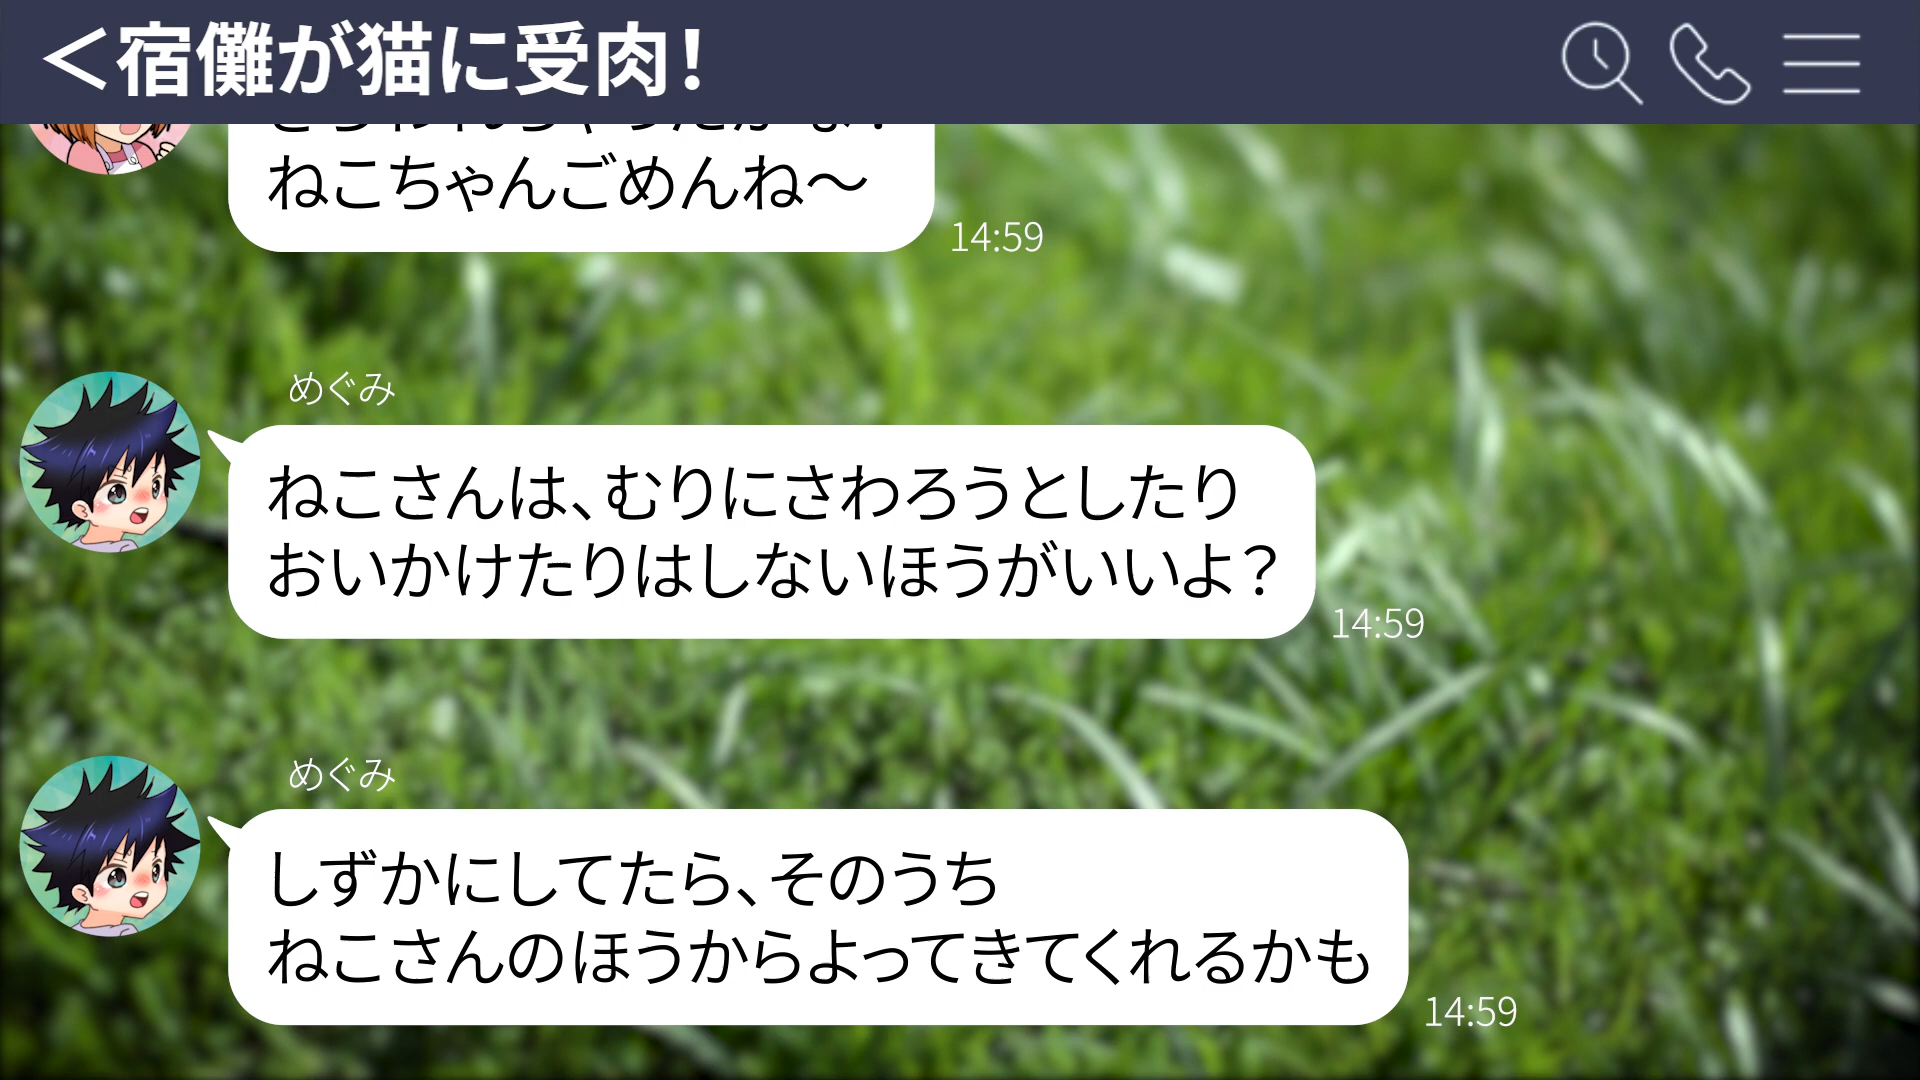 ＜宿儺が猫に受肉！
ねこちゃんごめんね〜
14:59
めぐみ
ねこさんは、むりにさわろうとしたり
おいかけたりはしないほうがいいよ？
14:59
めぐみ
しずかにしてたら、そのうち
ねこさんのほうからよってきてくれるかも
14:59